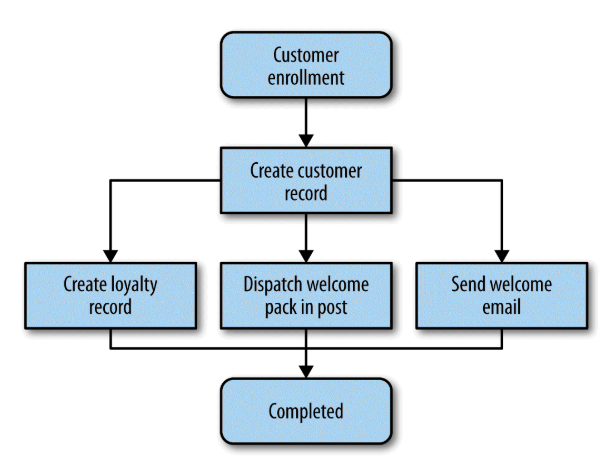 Customer
enrollment
Create customer
record
Create loyalty
record
Dispatch welcome
pack in post
Send welcome
email
Completed